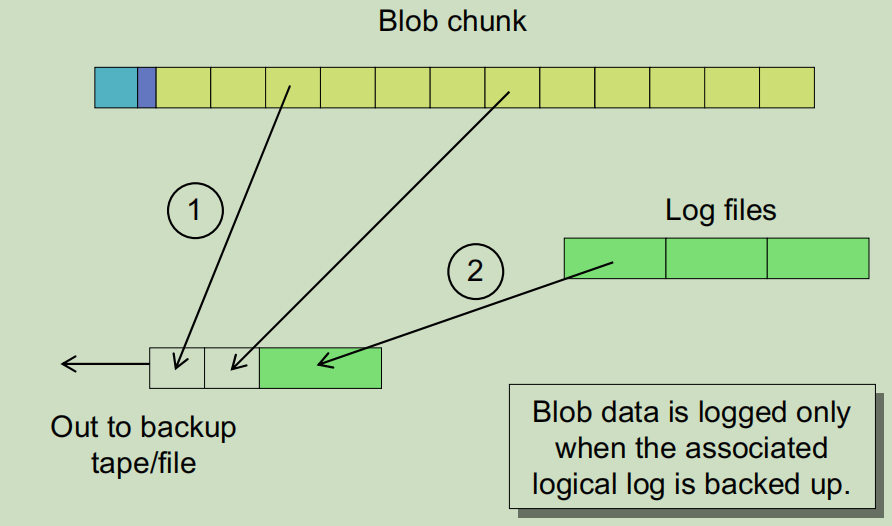 Blob chunk
1
Log files
2
Out to backup
tape/file
Blob data is logged only
when the associated
logical log is backed up.